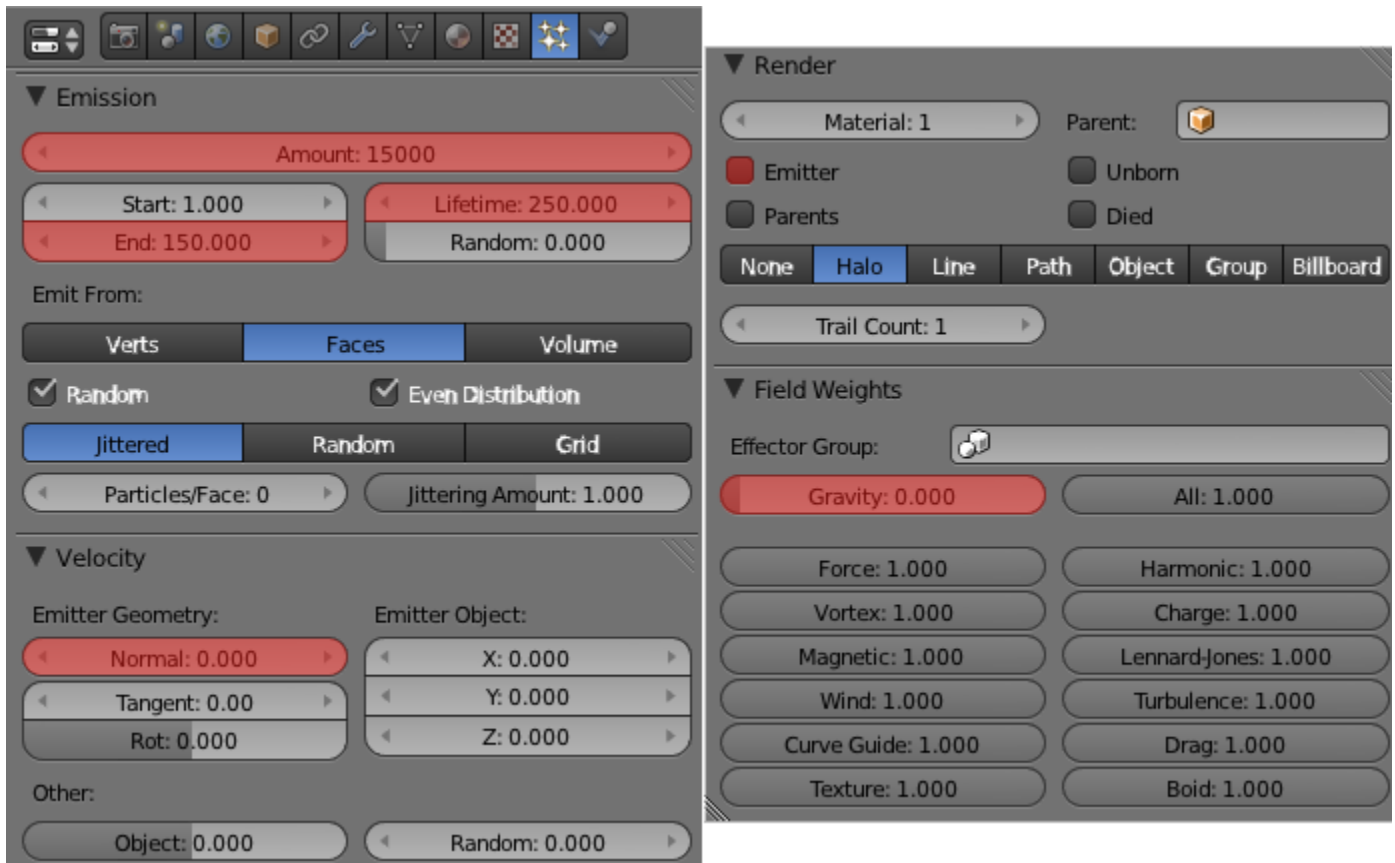 Emission
Amount: 15000
Start: 1.000
Lifetime: 250.000
End: 150.000
Random: 0.000
Emit From:
Verts Faces Volume
Random Even Distribution
Jittered Random Grid
Particles/Face: 0 Jittering Amount: 1.000
Velocity
Emitter Geometry: Emitter Object:
Normal: 0.000 X: 0.000
Tangent: 0.00 Y: 0.000
Rot: 0.000 Z: 0.000
Other:
Object: 0.000 Random: 0.000
Render
Material: 1 Parent:
Emitter Unborn
Parents Died
None Halo Line Path Object Group Billboard
Trail Count: 1
Field Weights
Effector Group:
Gravity: 0.000 All: 1.000
Force: 1.000 Harmonic: 1.000
Vortex: 1.000 Charge: 1.000
Magnetic: 1.000 Lennard-Jones: 1.000
Wind: 1.000 Turbulence: 1.000
Curve Guide: 1.000 Drag: 1.000
Texture: 1.000 Boid: 1.000